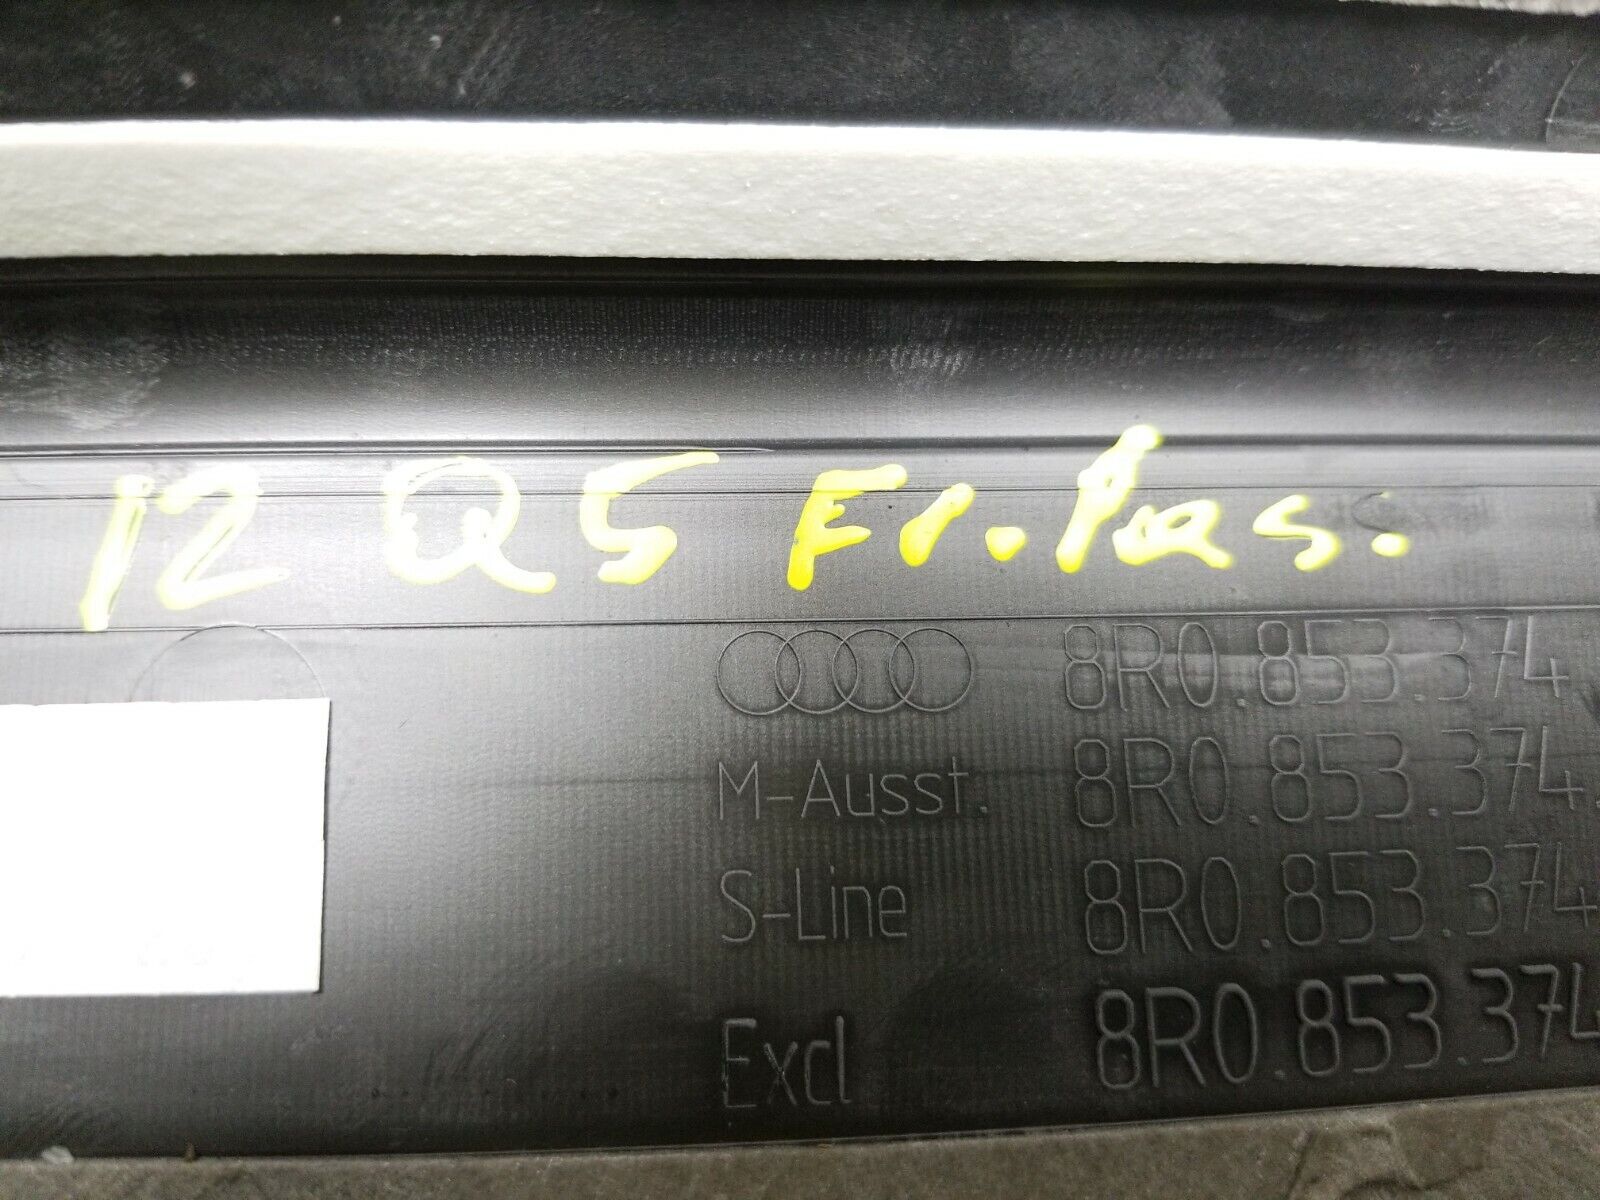 12 Q5 Fr. Pas.
8R0.853.374
M-Ausst. 8R0.853.374.
S-Line 8R0.853.374.
Excl 8R0.853.374